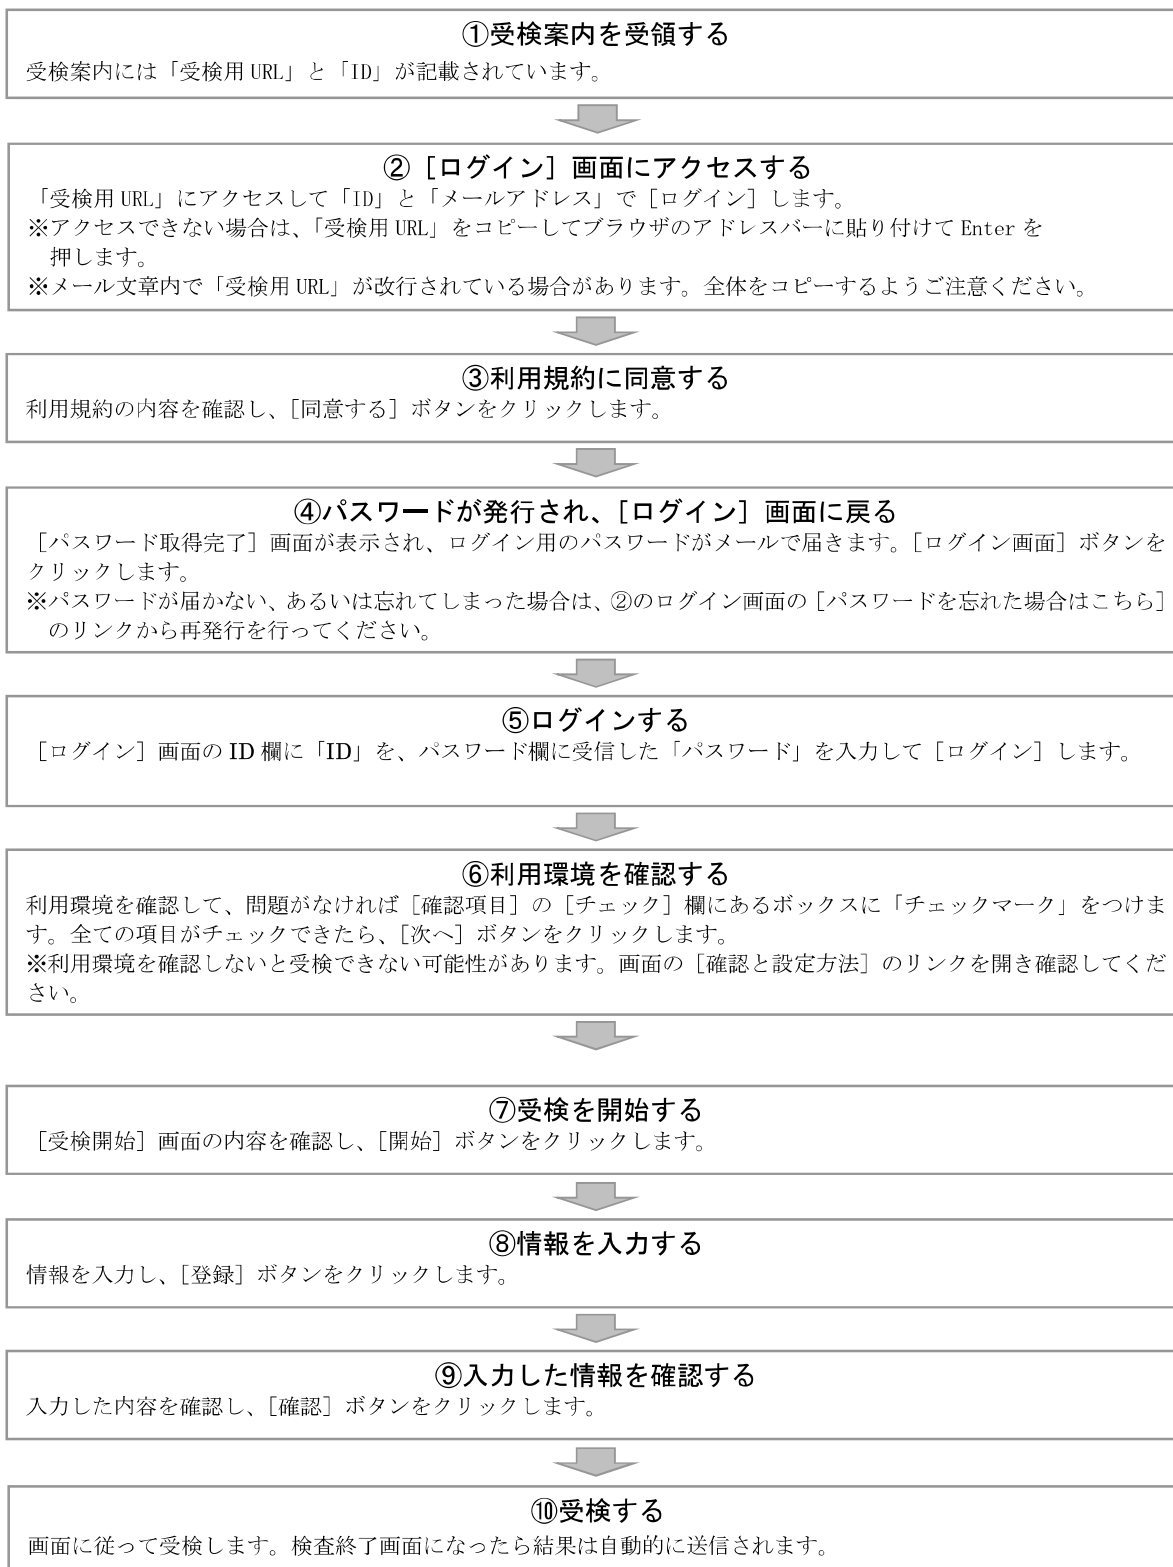 ①受検案内を受領する
受検案内には「受検用 URL」と「ID」が記載されています。
②［ログイン］画面にアクセスする
「受検用 URL」にアクセスして「ID」と「メールアドレス」で［ログイン］します。
※アクセスできない場合は、「受検用 URL」をコピーしてブラウザのアドレスバーに貼り付けて Enter を
押します。
※メール文章内で「受検用 URL」が改行されている場合があります。全体をコピーするようご注意ください。
③利用規約に同意する
利用規約の内容を確認し、［同意する］ボタンをクリックします。
④パスワードが発行され、［ログイン］画面に戻る
［パスワード取得完了］画面が表示され、ログイン用のパスワードがメールで届きます。［ログイン画面］ボタンを
クリックします。
※パスワードが届かない、あるいは忘れてしまった場合は、②のログイン画面の［パスワードを忘れた場合はこちら］
のリンクから再発行を行ってください。
⑤ログインする
［ログイン］画面の ID 欄に「ID」を、パスワード欄に受信した「パスワード」を入力して［ログイン］します。
⑥利用環境を確認する
利用環境を確認して、問題がなければ［確認項目］の［チェック］欄にあるボックスに「チェックマーク」をつけま
す。全ての項目がチェックできたら、［次へ］ボタンをクリックします。
※利用環境を確認しないと受検できない可能性があります。画面の［確認と設定方法］のリンクを開き確認してくだ
さい。
⑦受検を開始する
［受検開始］画面の内容を確認し、［開始］ボタンをクリックします。
⑧情報を入力する
情報を入力し、［登録］ボタンをクリックします。
⑨入力した情報を確認する
入力した内容を確認し、［確認］ボタンをクリックします。
⑩受検する
画面に従って受検します。検査終了画面になったら結果は自動的に送信されます。